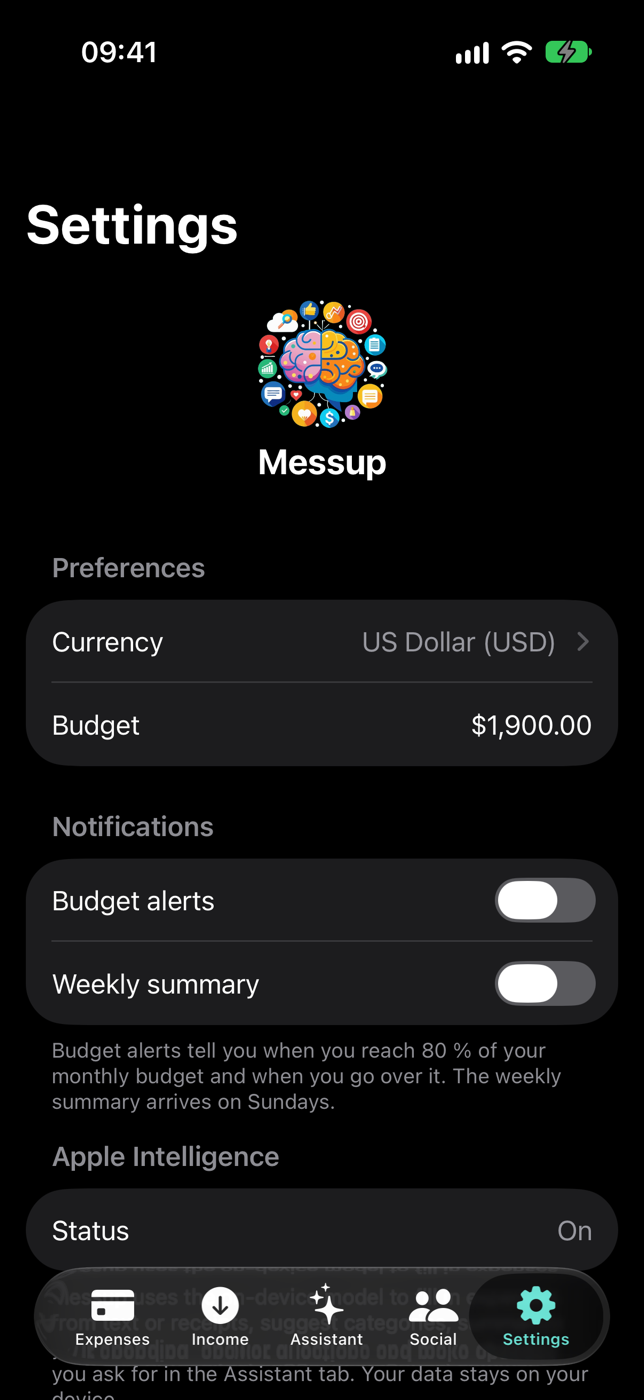 09:41
Settings
Messup
Preferences
Currency US Dollar (USD)
Budget $1,900.00
Notifications
Budget alerts
Weekly summary
Budget alerts tell you when you reach 80 % of your
monthly budget and when you go over it. The weekly
summary arrives on Sundays.
Apple Intelligence
Status On
Expenses Income Assistant Social Settings
you ask for in the Assistant tab. Your data stays on your
device.